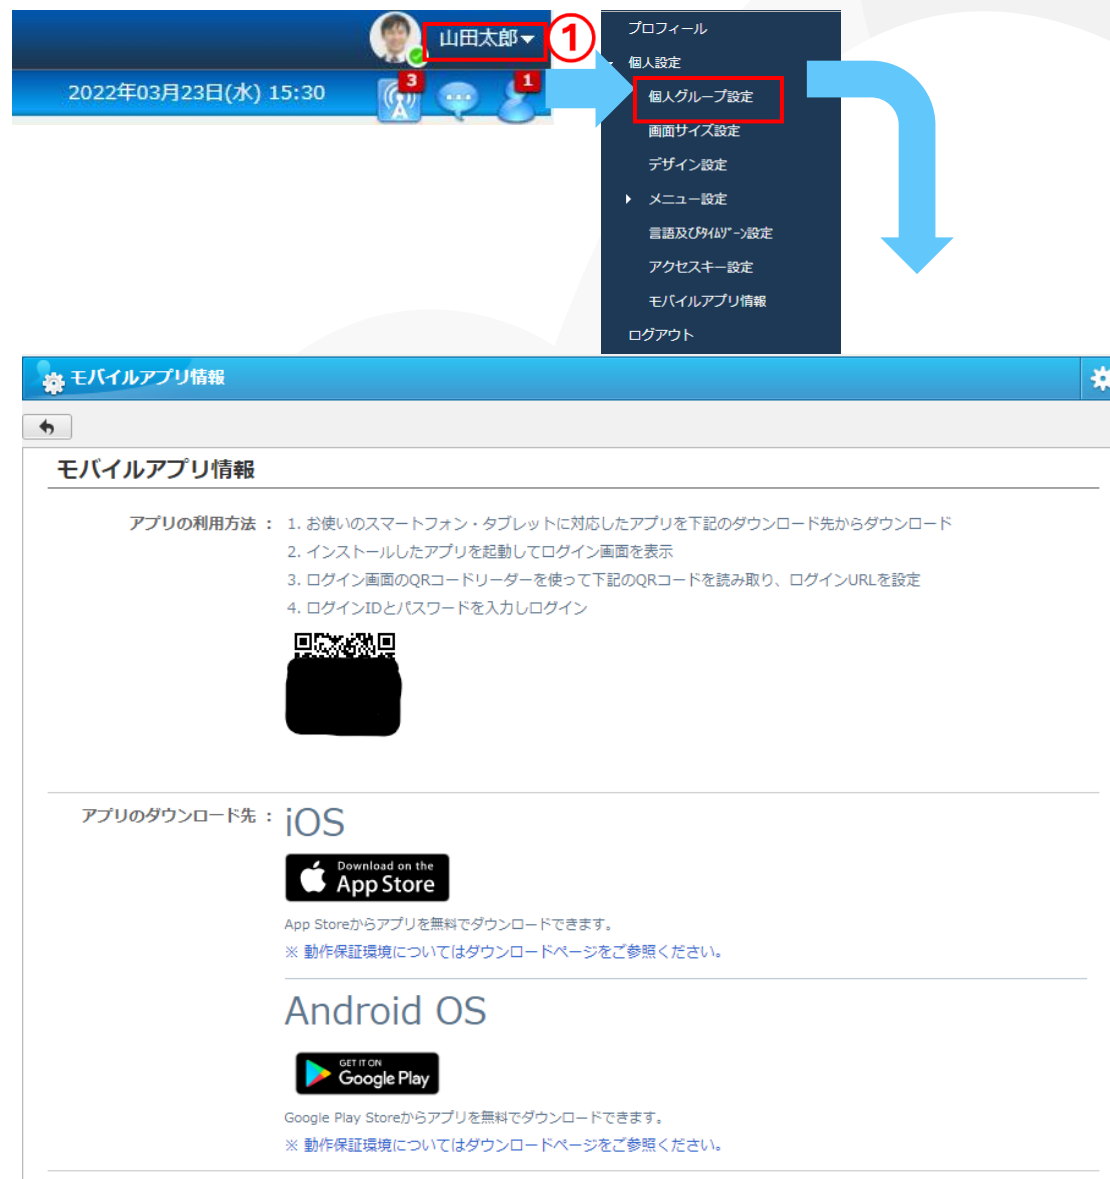 山田太郎
①
3
1
2022年03月23日(水) 15:30
プロフィール
個人設定
個人グループ設定
画面サイズ設定
デザイン設定
メニュー設定
言語及びﾀｲﾑｿﾞｰﾝ設定
アクセスキー設定
モバイルアプリ情報
ログアウト
モバイルアプリ情報
モバイルアプリ情報
アプリの利用方法 ： 1. お使いのスマートフォン・タブレットに対応したアプリを下記のダウンロード先からダウンロード
2. インストールしたアプリを起動してログイン画面を表示
3. ログイン画面のQRコードリーダーを使って下記のQRコードを読み取り、ログインURLを設定
4. ログインIDとパスワードを入力しログイン
アプリのダウンロード先 ： iOS
Download on the
App Store
App Storeからアプリを無料でダウンロードできます。
※ 動作保証環境についてはダウンロードページをご参照ください。
Android OS
GET IT ON
Google Play
Google Play Storeからアプリを無料でダウンロードできます。
※ 動作保証環境についてはダウンロードページをご参照ください。